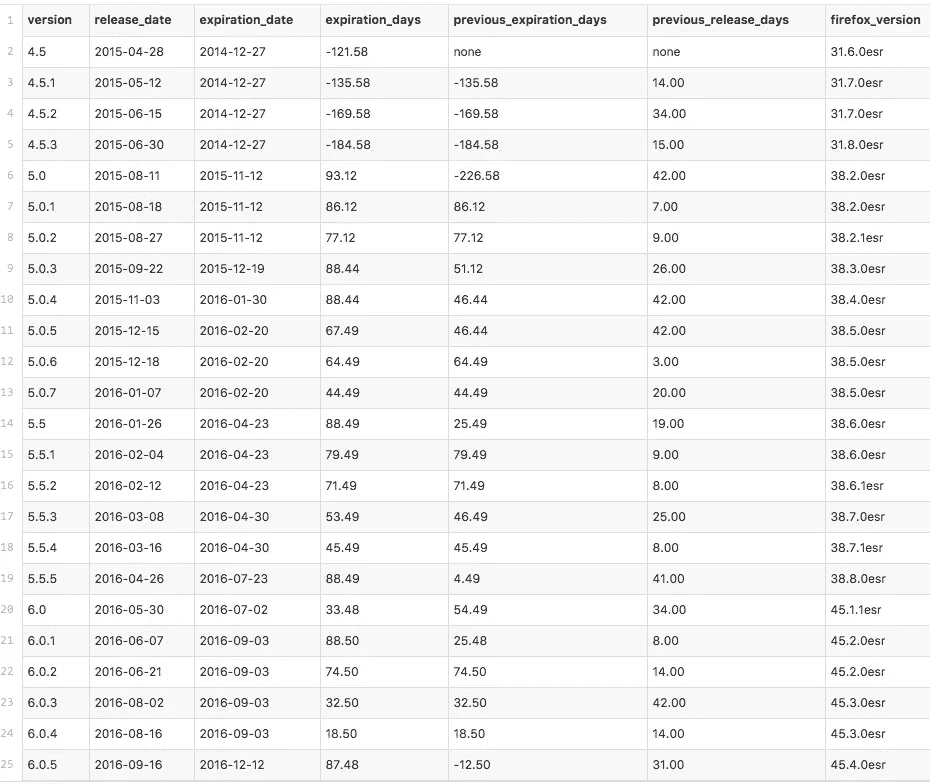 1 version release_date expiration_date expiration_days previous_expiration_days previous_release_days firefox_version
2 4.5 2015-04-28 2014-12-27 -121.58 none none 31.6.0esr
3 4.5.1 2015-05-12 2014-12-27 -135.58 -135.58 14.00 31.7.0esr
4 4.5.2 2015-06-15 2014-12-27 -169.58 -169.58 34.00 31.7.0esr
5 4.5.3 2015-06-30 2014-12-27 -184.58 -184.58 15.00 31.8.0esr
6 5.0 2015-08-11 2015-11-12 93.12 -226.58 42.00 38.2.0esr
7 5.0.1 2015-08-18 2015-11-12 86.12 86.12 7.00 38.2.0esr
8 5.0.2 2015-08-27 2015-11-12 77.12 77.12 9.00 38.2.1esr
9 5.0.3 2015-09-22 2015-12-19 88.44 51.12 26.00 38.3.0esr
10 5.0.4 2015-11-03 2016-01-30 88.44 46.44 42.00 38.4.0esr
11 5.0.5 2015-12-15 2016-02-20 67.49 46.44 42.00 38.5.0esr
12 5.0.6 2015-12-18 2016-02-20 64.49 64.49 3.00 38.5.0esr
13 5.0.7 2016-01-07 2016-02-20 44.49 44.49 20.00 38.5.0esr
14 5.5 2016-01-26 2016-04-23 88.49 25.49 19.00 38.6.0esr
15 5.5.1 2016-02-04 2016-04-23 79.49 79.49 9.00 38.6.0esr
16 5.5.2 2016-02-12 2016-04-23 71.49 71.49 8.00 38.6.1esr
17 5.5.3 2016-03-08 2016-04-30 53.49 46.49 25.00 38.7.0esr
18 5.5.4 2016-03-16 2016-04-30 45.49 45.49 8.00 38.7.1esr
19 5.5.5 2016-04-26 2016-07-23 88.49 4.49 41.00 38.8.0esr
20 6.0 2016-05-30 2016-07-02 33.48 54.49 34.00 45.1.1esr
21 6.0.1 2016-06-07 2016-09-03 88.50 25.48 8.00 45.2.0esr
22 6.0.2 2016-06-21 2016-09-03 74.50 74.50 14.00 45.2.0esr
23 6.0.3 2016-08-02 2016-09-03 32.50 32.50 42.00 45.3.0esr
24 6.0.4 2016-08-16 2016-09-03 18.50 18.50 14.00 45.3.0esr
25 6.0.5 2016-09-16 2016-12-12 87.48 -12.50 31.00 45.4.0esr